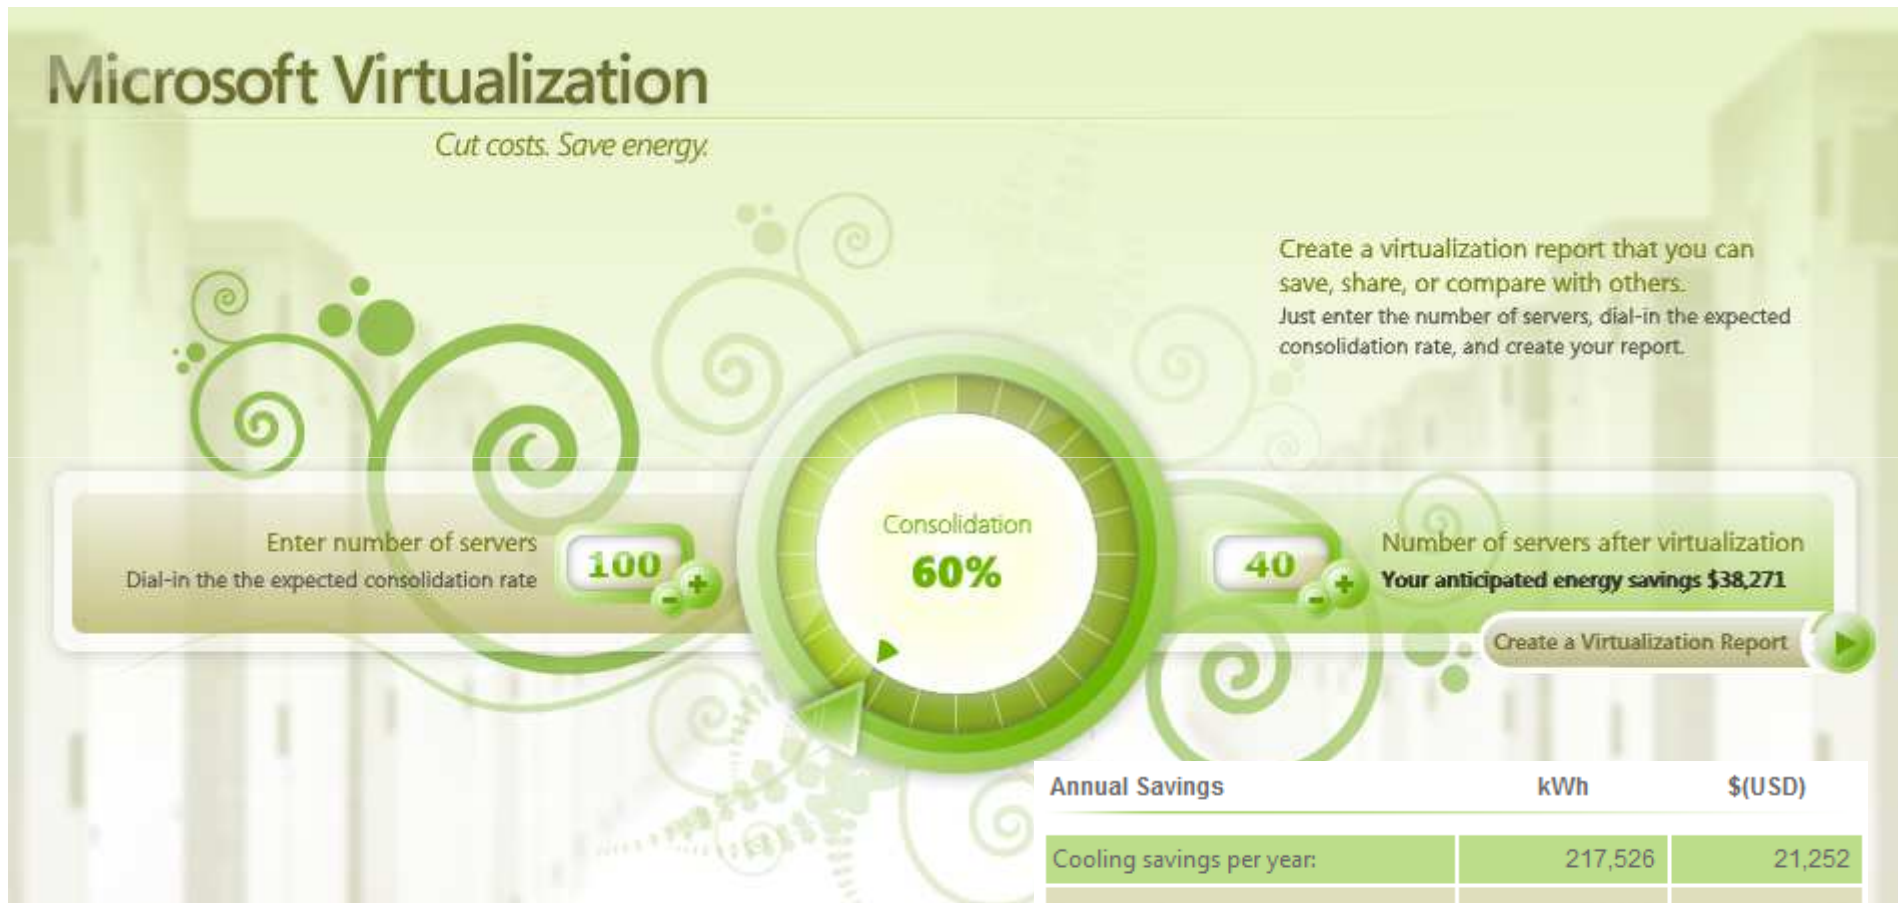 Microsoft Virtualization
Cut costs. Save energy.
Create a virtualization report that you can
save, share, or compare with others.
Just enter the number of servers, dial-in the expected
consolidation rate, and create your report.
Enter number of servers
Dial-in the the expected consolidation rate
100
+
-
Consolidation
60%
40
+
-
Number of servers after virtualization
Your anticipated energy savings $38,271
Create a Virtualization Report
Annual Savings kWh $(USD)
Cooling savings per year: 217,526 21,252